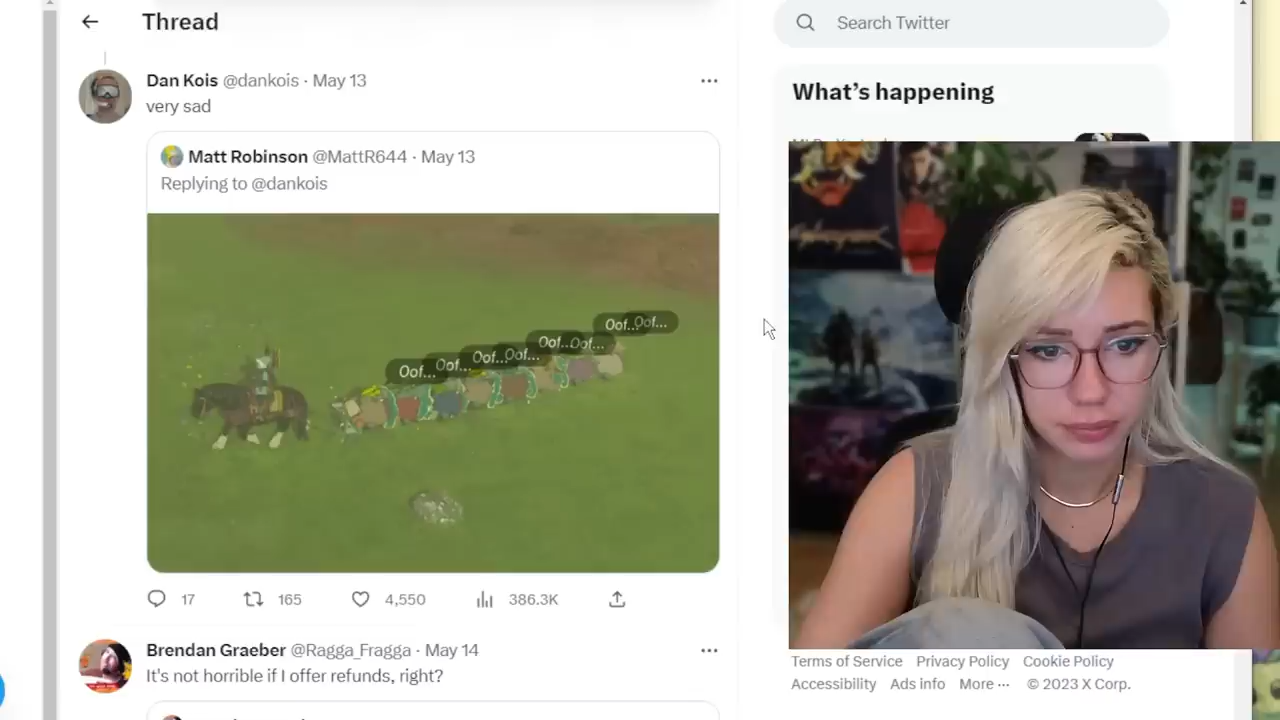 Thread
Search Twitter
Dan Kois @dankois · May 13
very sad
What's happening
Matt Robinson @MattR644 · May 13
Replying to @dankois
Oof... Oof... Oof... Oof... Oof... Oof... Oof... Oof...
17 165 4,550 386.3K
Brendan Graeber @Ragga_Fragga · May 14
It's not horrible if I offer refunds, right?
Terms of Service Privacy Policy Cookie Policy
Accessibility Ads info More ··· © 2023 X Corp.